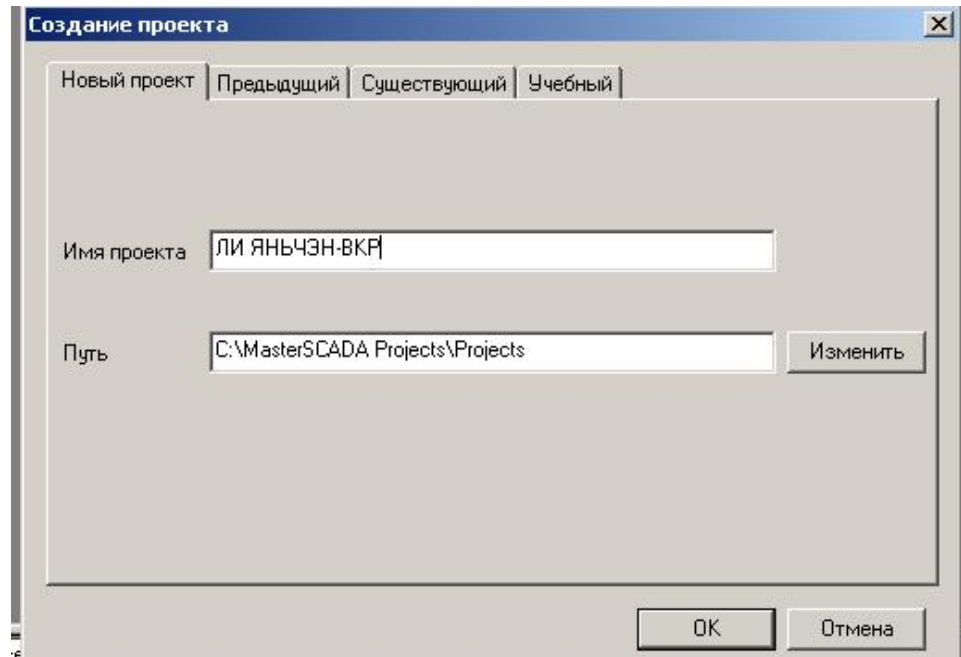 Создание проекта
Новый проект Предыдущий Существующий Учебный
Имя проекта ЛИ ЯНЬЧЭН-ВКР
Путь C:\MasterSCADA Projects\Projects Изменить
OK Отмена